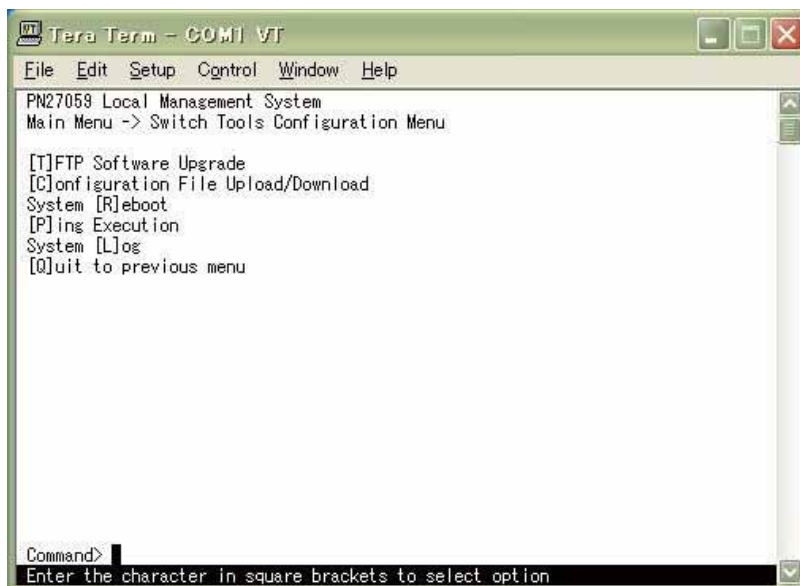 Tera Term - COM1 VT
File Edit Setup Control Window Help
PN27059 Local Management System
Main Menu -> Switch Tools Configuration Menu
[T]FTP Software Upgrade
[C]onfiguration File Upload/Download
System [R]eboot
[P]ing Execution
System [L]og
[Q]uit to previous menu
Command>
Enter the character in square brackets to select option